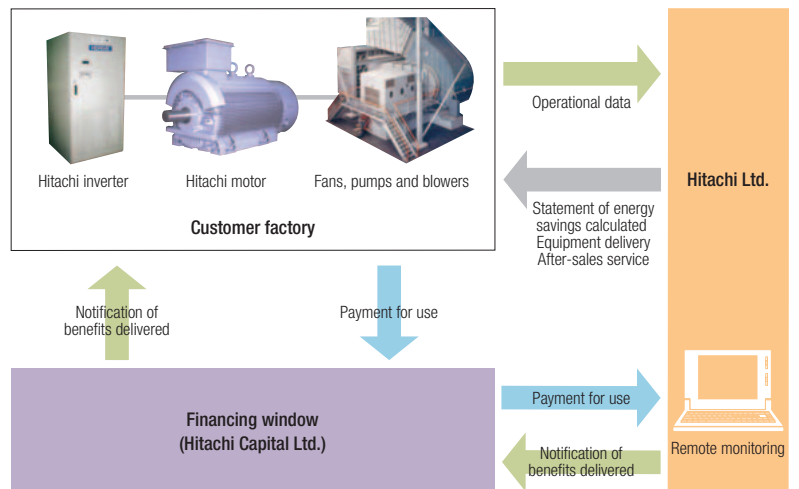 Hitachi inverter
Hitachi motor
Fans, pumps and blowers
Customer factory
Operational data
Statement of energy
savings calculated
Equipment delivery
After-sales service
Hitachi Ltd.
Notification of
benefits delivered
Payment for use
Financing window
(Hitachi Capital Ltd.)
Payment for use
Notification of
benefits delivered
Remote monitoring